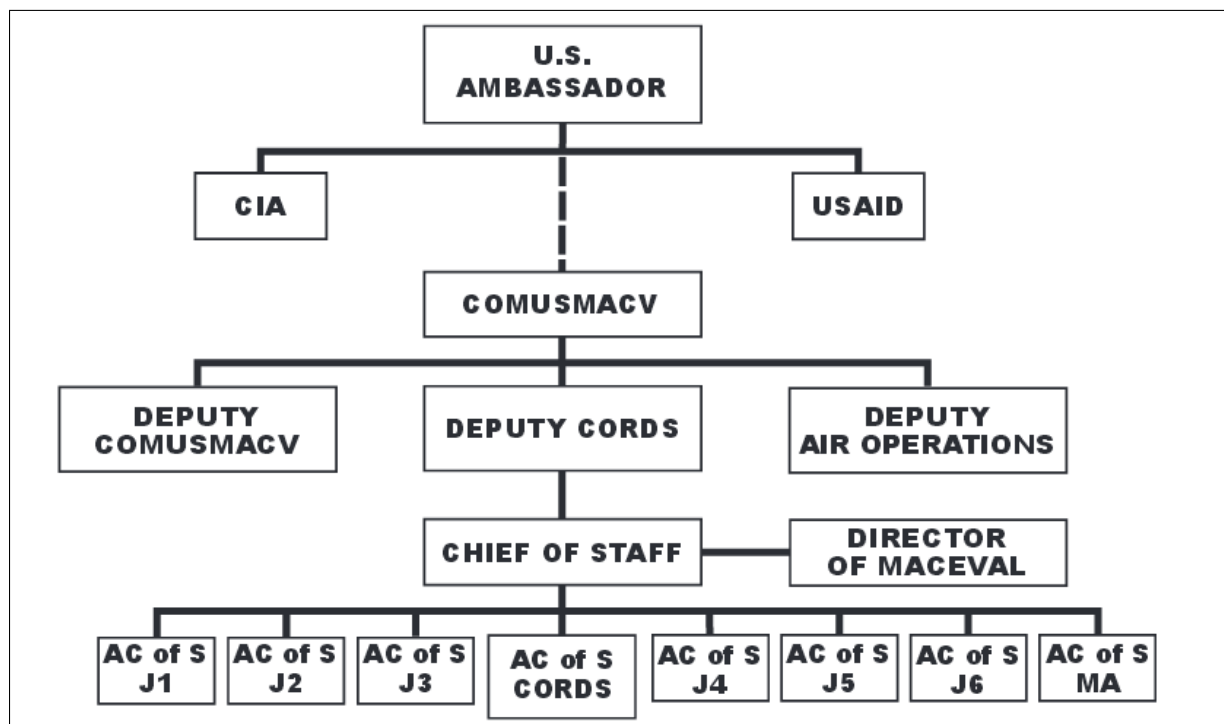 U.S.
AMBASSADOR
CIA
USAID
COMUSMACV
DEPUTY
COMUSMACV
DEPUTY CORDS
DEPUTY
AIR OPERATIONS
CHIEF OF STAFF
DIRECTOR
OF MACEVAL
AC of S
J1
AC of S
J2
AC of S
J3
AC of S
CORDS
AC of S
J4
AC of S
J5
AC of S
J6
AC of S
MA